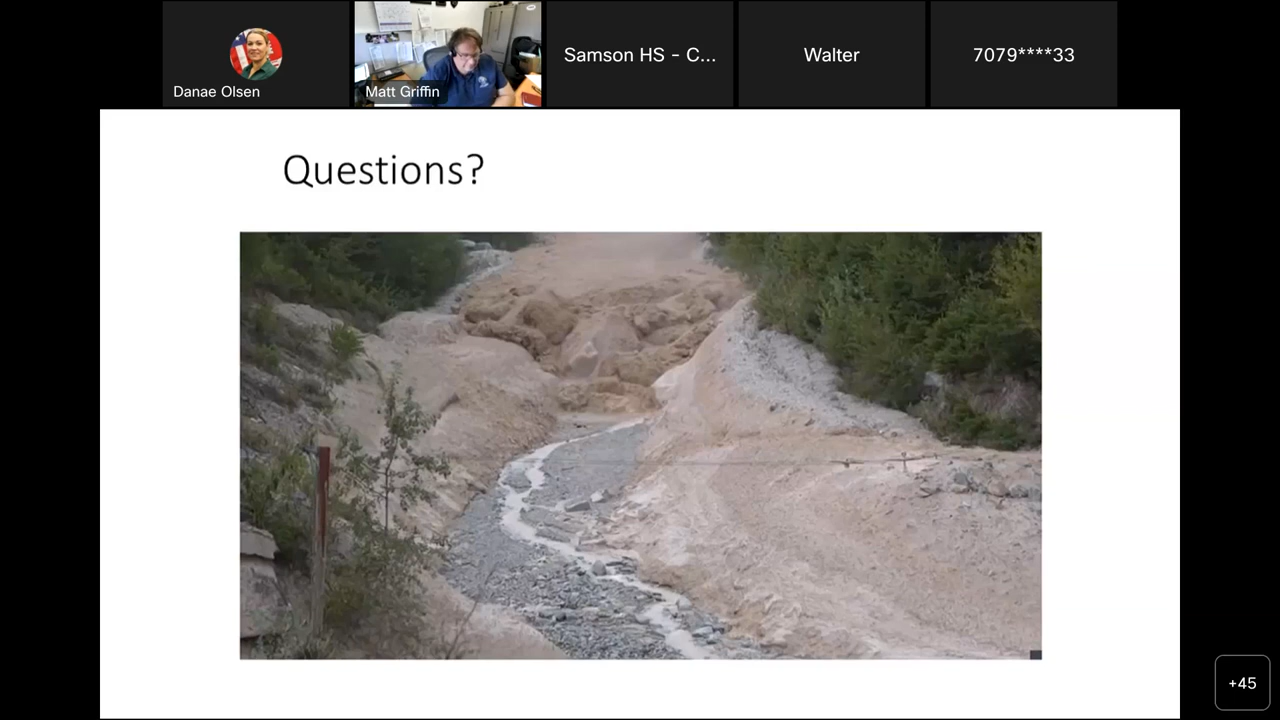 Danae Olsen
Matt Griffin
Samson HS - C...
Walter
7079****33
Questions?
+45